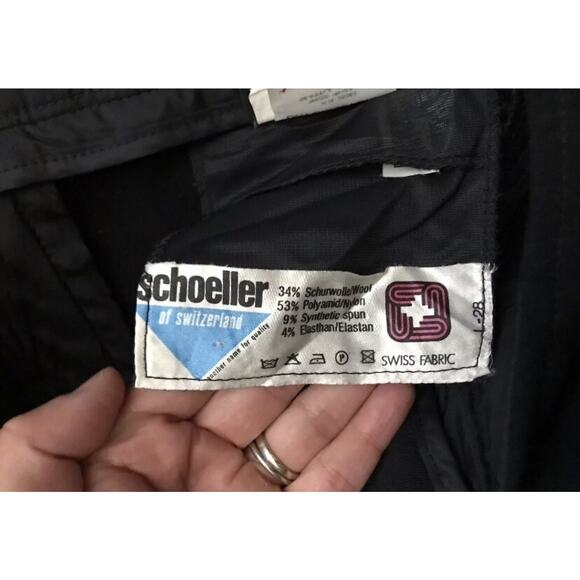 schoeller
of switzerland
another name for quality
34% Schurwolle/Wool
53% Polyamid/Nylon
9% Synthetic spun
4% Elasthan/Elastan
SWISS FABRIC
L-28